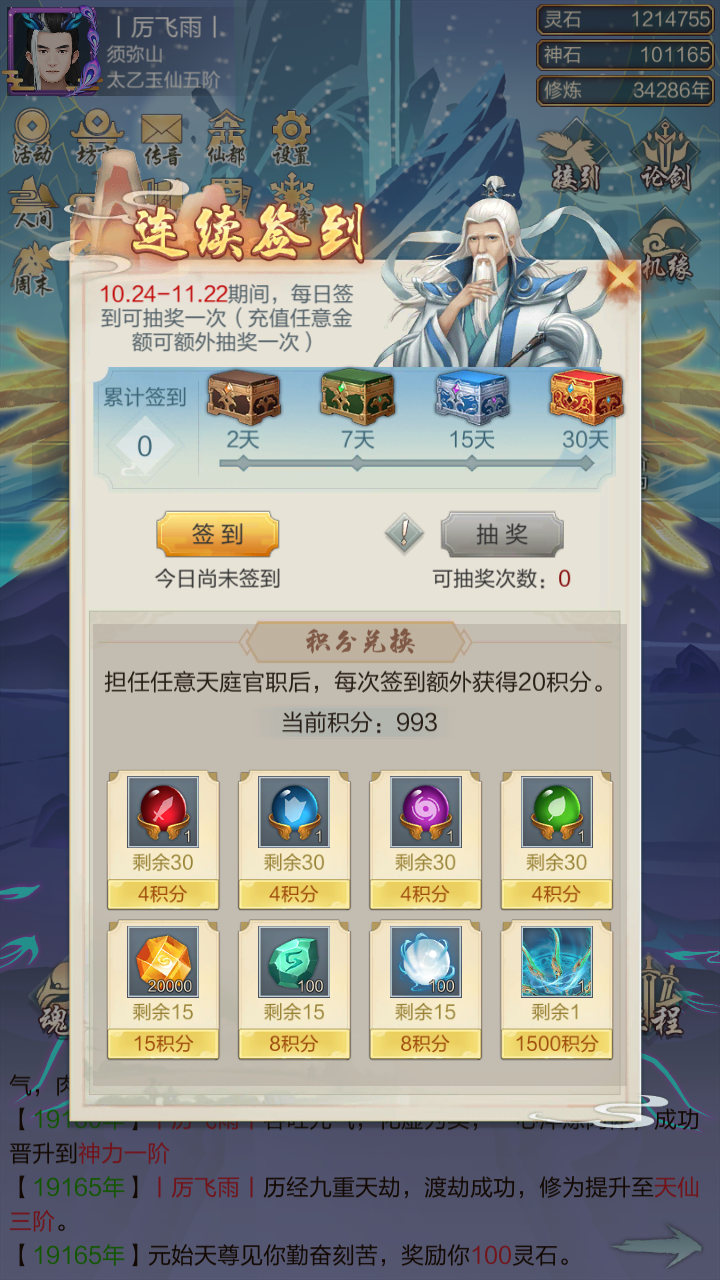 丨厉飞雨丨
须弥山
太乙玉仙五阶
灵石 1214755
神石 101165
修炼 34286年
活动 坊市 传音 仙都 设置
接引 论剑
人间
周末
机缘
连续签到
10.24-11.22期间，每日签
到可抽奖一次（充值任意金
额可额外抽奖一次）
累计签到
0
2天 7天 15天 30天
签到 抽奖
今日尚未签到 可抽奖次数：0
积分兑换
担任任意天庭官职后，每次签到额外获得20积分。
当前积分：993
1 1 1 1
剩余30 剩余30 剩余30 剩余30
4积分 4积分 4积分 4积分
20000 100 100 1
剩余15 剩余15 剩余15 剩余1
15积分 8积分 8积分 1500积分
魂 程
气，肉
成功
晋升到神力一阶
【19165年】丨厉飞雨丨历经九重天劫，渡劫成功，修为提升至天仙
三阶。
【19165年】元始天尊见你勤奋刻苦，奖励你100灵石。